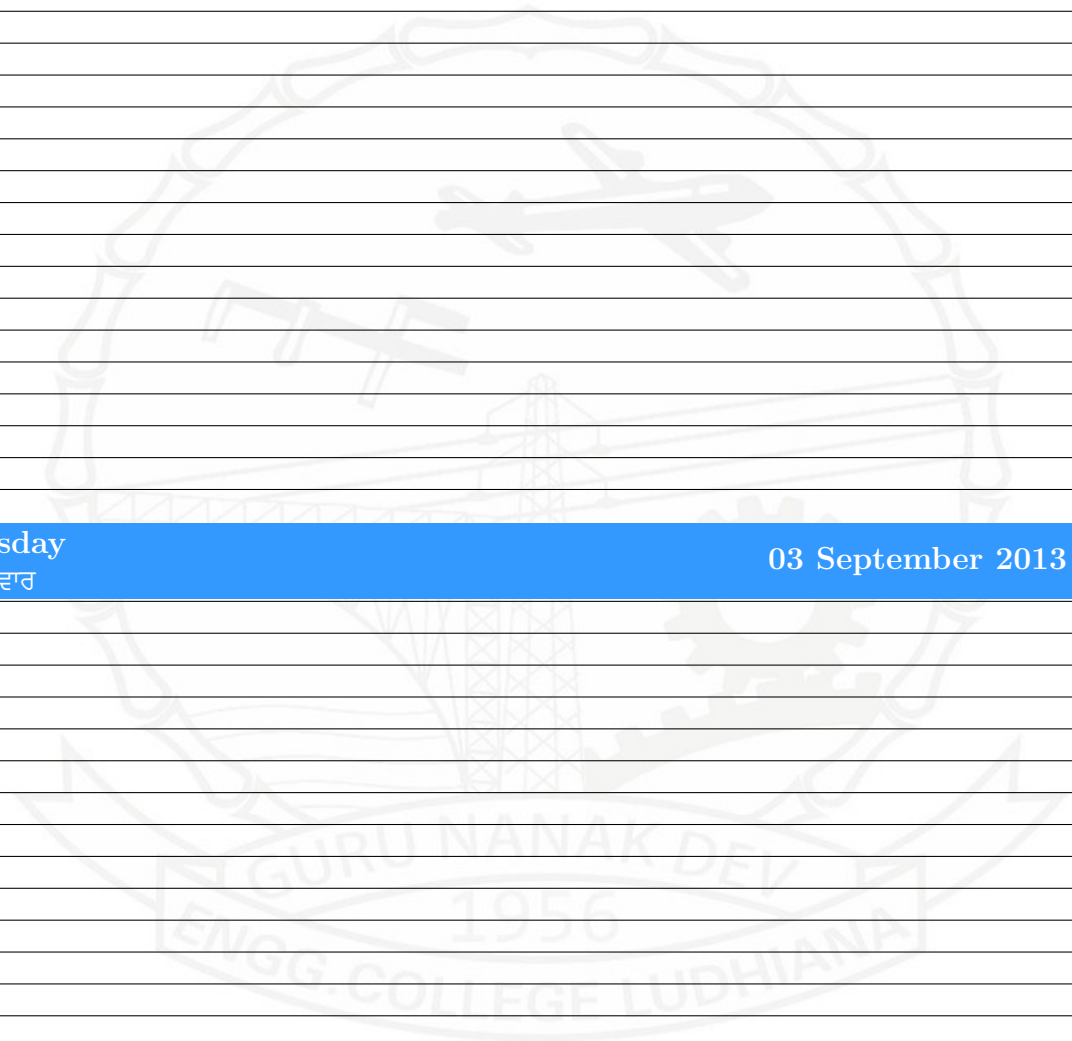 sday
03 September 2013
ਵਾਰ
GURU NANAK DEV
1956
ENGG. COLLEGE LUDHIANA